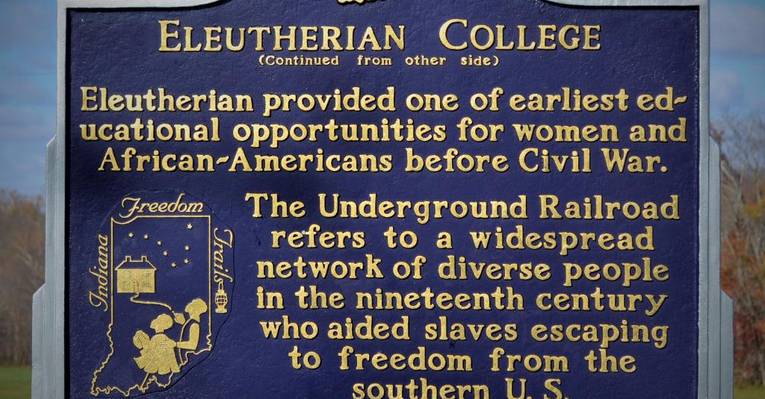 ELEUTHERIAN COLLEGE
(Continued from other side)
Eleutherian provided one of earliest ed-
ucational opportunities for women and
African-Americans before Civil War.
Indiana
Freedom
Trails
The Underground Railroad
refers to a widespread
network of diverse people
in the nineteenth century
who aided slaves escaping
to freedom from the
southern U. S.